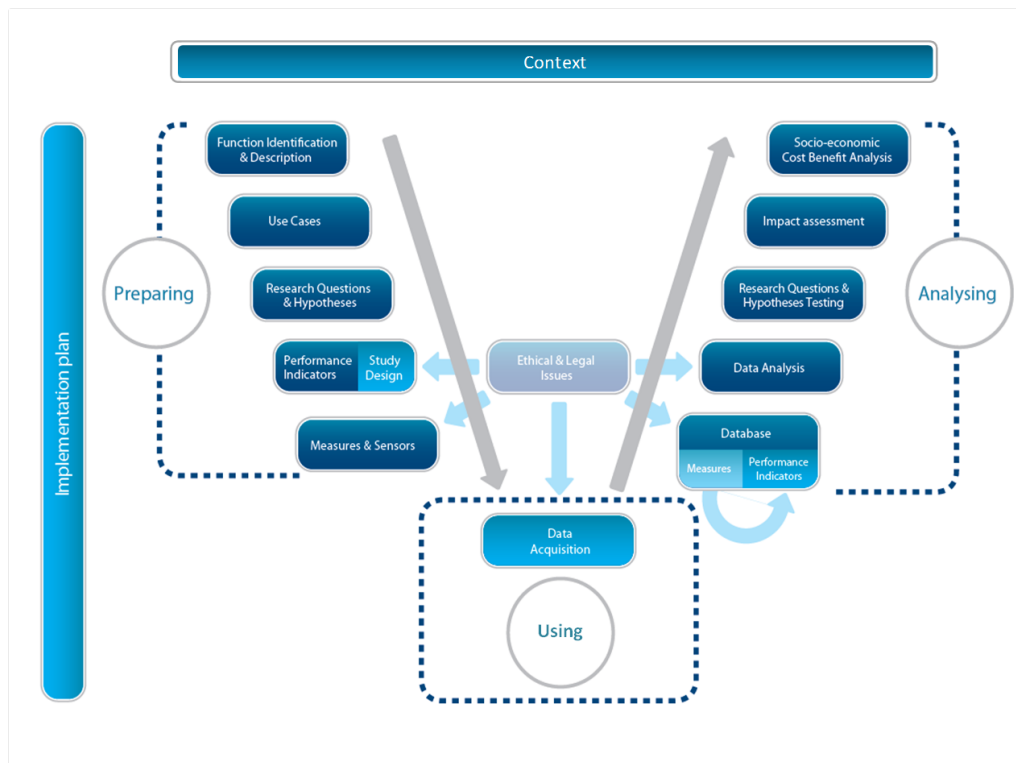 Context
Implementation plan
Preparing
Function Identification
& Description
Use Cases
Research Questions
& Hypotheses
Performance
Indicators
Study
Design
Measures & Sensors
Ethical & Legal
Issues
Data
Acquisition
Using
Socio-economic
Cost Benefit Analysis
Impact assessment
Research Questions &
Hypotheses Testing
Data Analysis
Database
Measures
Performance
Indicators
Analysing